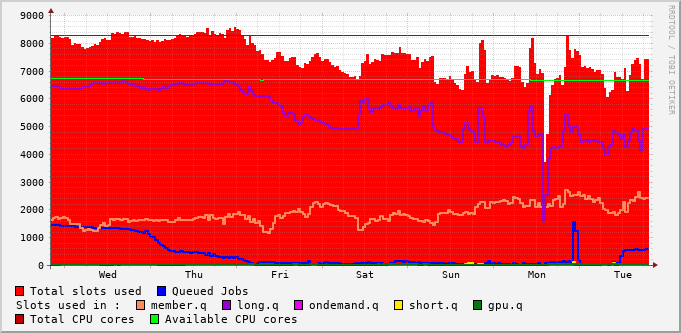 9000
8000
7000
6000
5000
4000
3000
2000
1000
0
Wed Thu Fri Sat Sun Mon Tue
RRDTOOL / TOBI OETIKER
Total slots used Queued Jobs
Slots used in : member.q long.q ondemand.q short.q gpu.q
Total CPU cores Available CPU cores